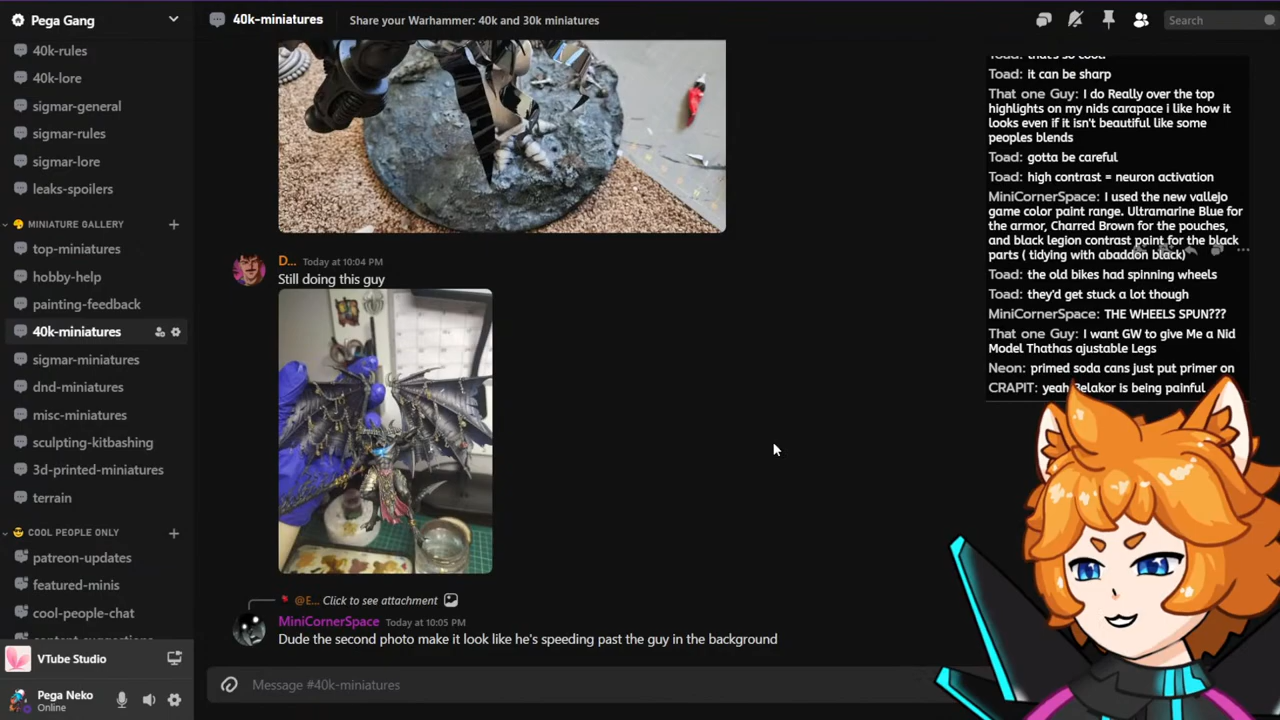 Pega Gang
40k-miniatures
Share your Warhammer: 40k and 30k miniatures
Search
40k-rules
40k-lore
sigmar-general
sigmar-rules
sigmar-lore
leaks-spoilers
MINIATURE GALLERY
top-miniatures
hobby-help
painting-feedback
40k-miniatures
sigmar-miniatures
dnd-miniatures
misc-miniatures
sculpting-kitbashing
3d-printed-miniatures
terrain
COOL PEOPLE ONLY
patreon-updates
featured-minis
cool-people-chat
content-suggestions
VTube Studio
Pega Neko
Online
D... Today at 10:04 PM
Still doing this guy
@E... Click to see attachment
MiniCornerSpace Today at 10:05 PM
Dude the second photo make it look like he's speeding past the guy in the background
Message #40k-miniatures
Toad: that's so cool.
Toad: it can be sharp
That one Guy: I do Really over the top
highlights on my nids carapace i like how it
looks even if it isn't beautiful like some
peoples blends
Toad: gotta be careful
Toad: high contrast = neuron activation
MiniCornerSpace: I used the new vallejo
game color paint range. Ultramarine Blue for
the armor, Charred Brown for the pouches,
and black legion contrast paint for the black
parts ( tidying with abaddon black)
Toad: the old bikes had spinning wheels
Toad: they'd get stuck a lot though
MiniCornerSpace: THE WHEELS SPUN???
That one Guy: I want GW to give Me a Nid
Model Thathas ajustable Legs
Neon: primed soda cans just put primer on
CRAPIT: yeah Belakor is being painful